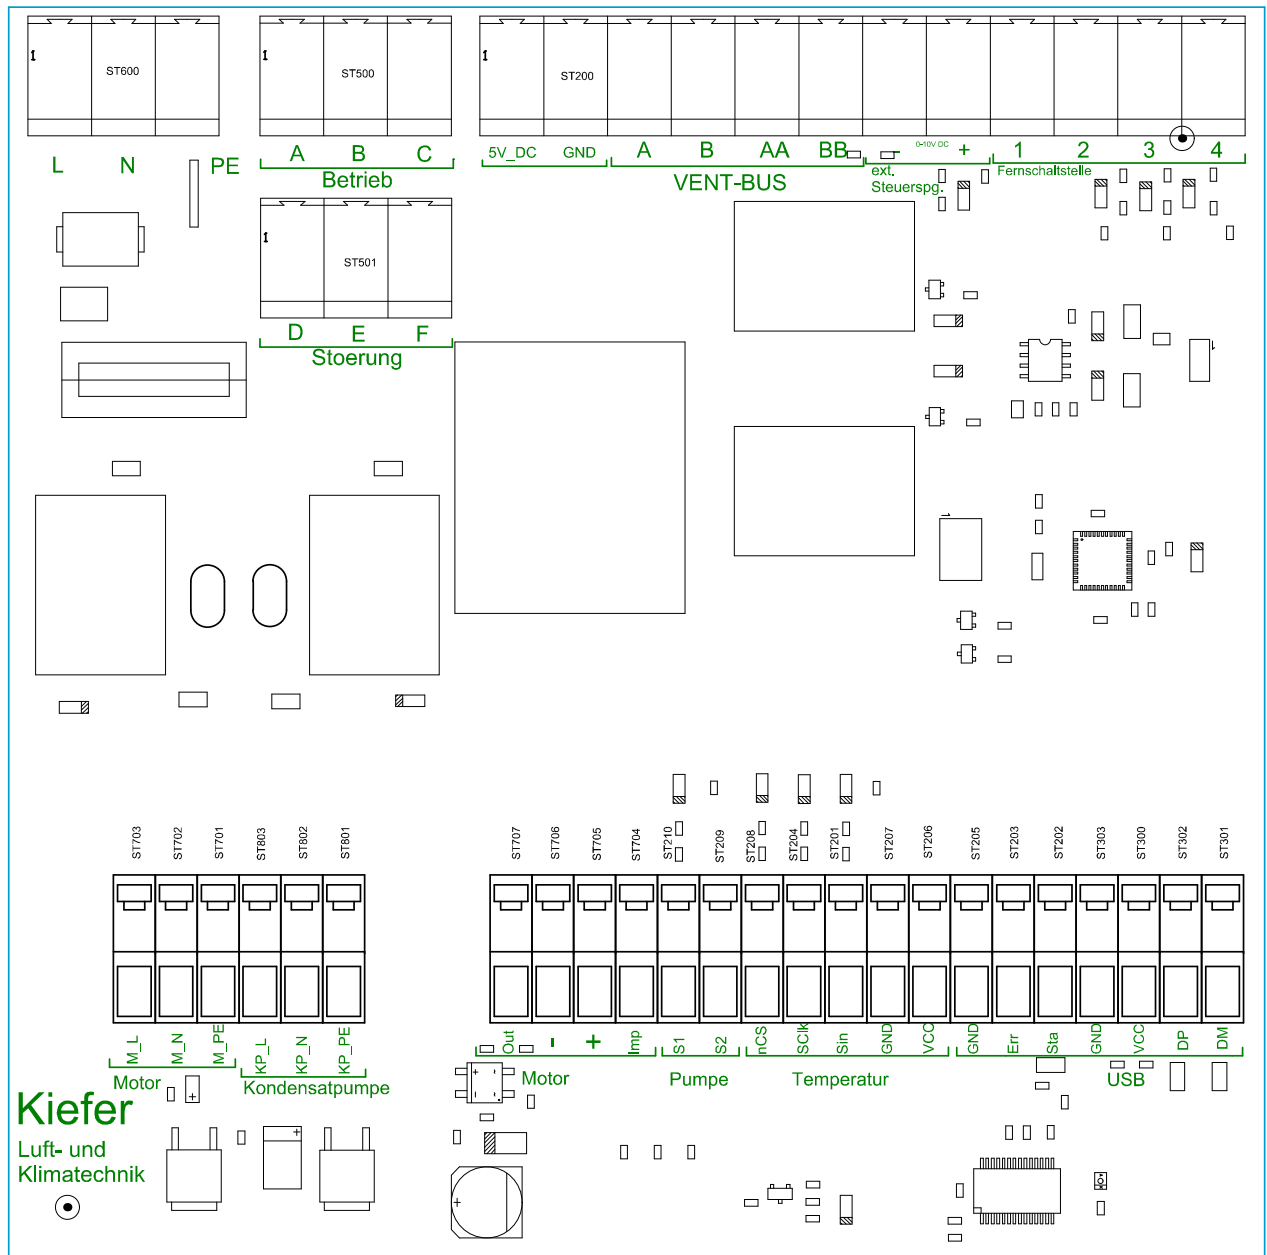 1 ST600
1 ST500
1 ST200
L N PE
A B C
Betrieb
5V_DC GND A B AA BB - 0-10V DC + 1 2 3 4
VENT-BUS
ext.
Steuerspg.
Fernschaltstelle
1 ST501
D E F
Stoerung
ST703 ST702 ST701 ST803 ST802 ST801
ST707 ST706 ST705 ST704 ST210 ST209 ST208 ST204 ST201 ST207 ST206 ST205 ST203 ST202 ST303 ST300 ST302 ST301
M_L M_N M_PE KP_L KP_N KP_PE
Out - + Imp S1 S2 nCS SClk Sin GND VCC GND Err Sta GND VCC DP DM
Motor Kondensatpumpe
Motor Pumpe Temperatur USB
Kiefer
Luft- und
Klimatechnik